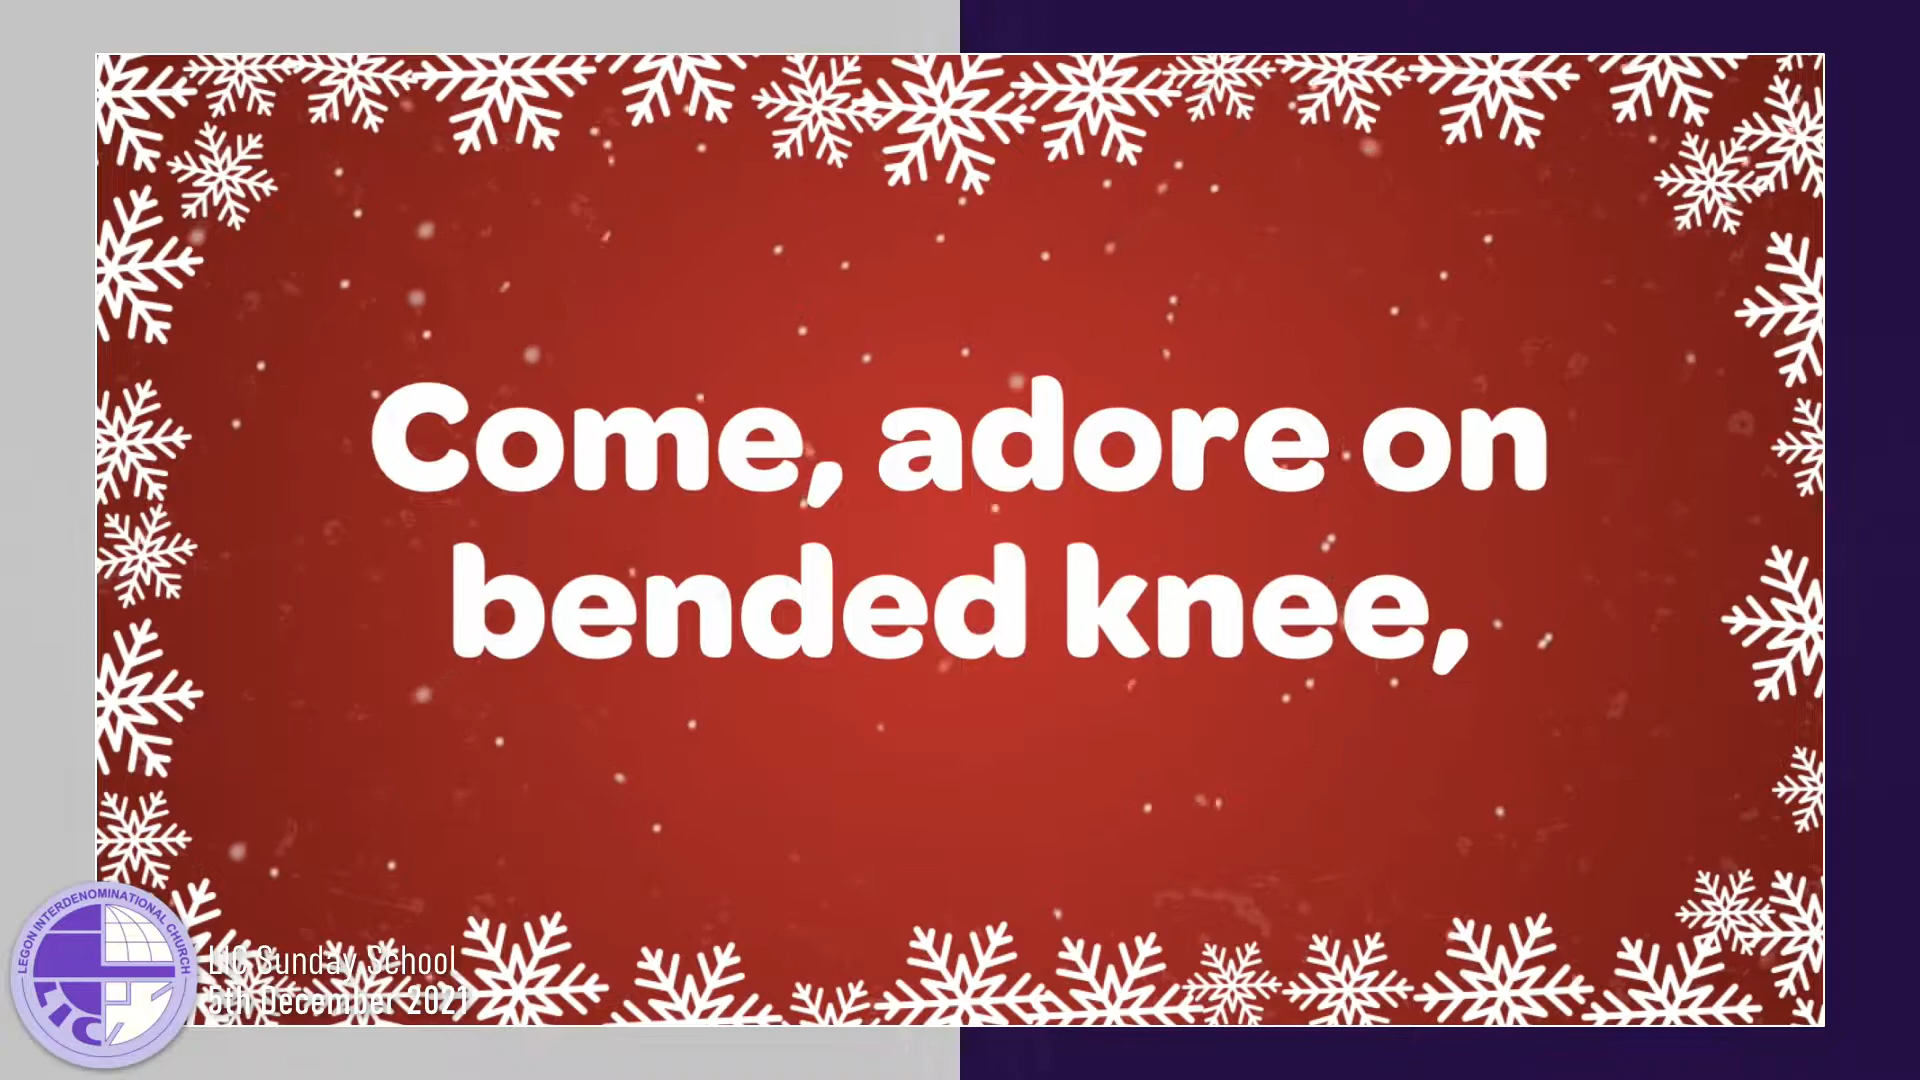 Come, adore on
bended knee,
LEGON INTERDENOMINATIONAL CHURCH
LIC
LIC Sunday School
5th December 2021